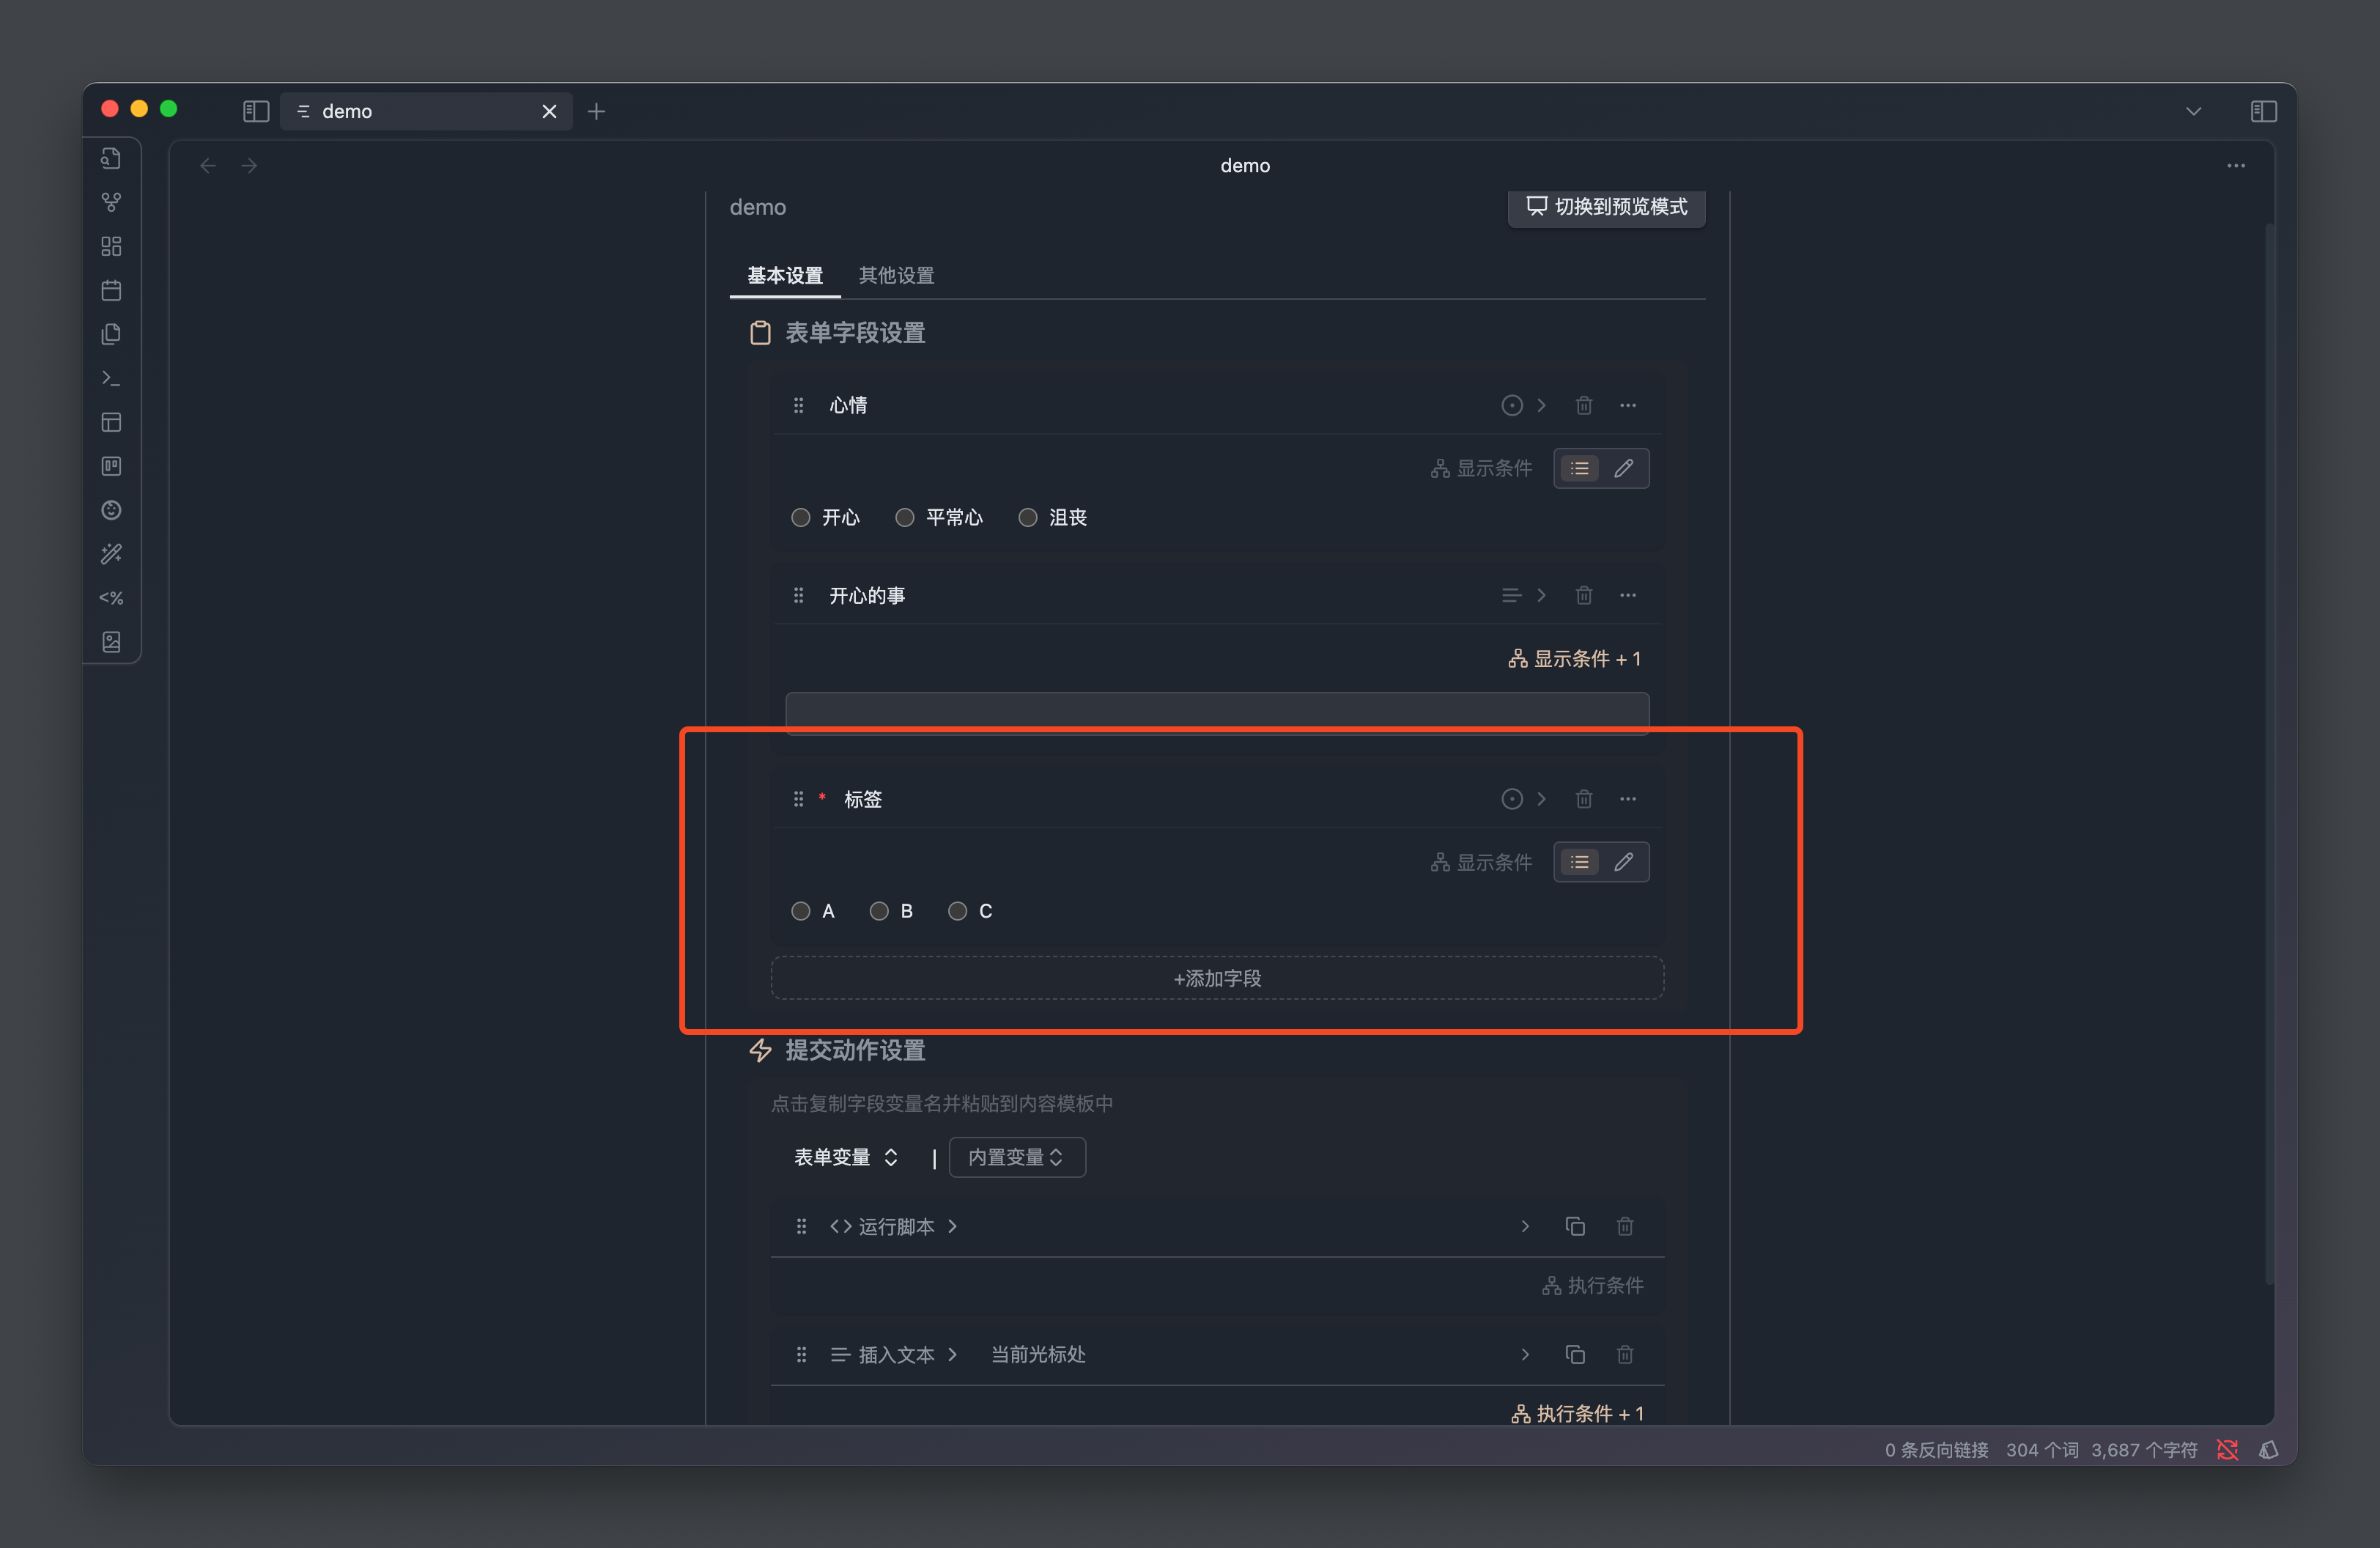 demo
demo
demo
切换到预览模式
基本设置 其他设置
表单字段设置
心情
显示条件
开心 平常心 沮丧
开心的事
显示条件 + 1
* 标签
显示条件
A B C
+添加字段
提交动作设置
点击复制字段变量名并粘贴到内容模板中
表单变量 | 内置变量
<> 运行脚本
执行条件
插入文本 当前光标处
执行条件 + 1
<%
0 条反向链接 304 个词 3,687 个字符